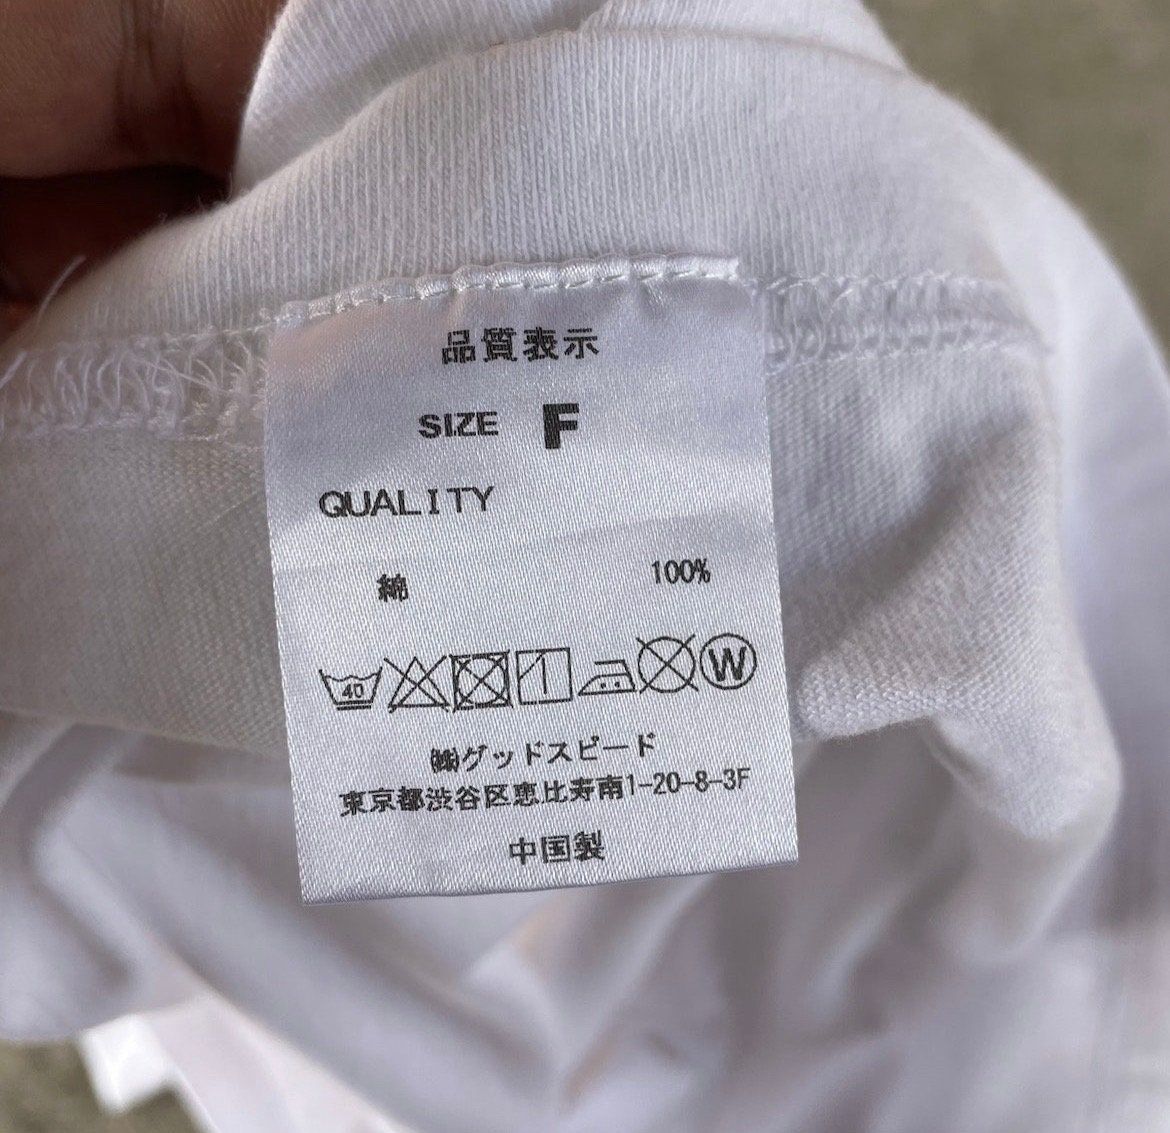 品質表示
SIZE F
QUALITY
綿 100%
40 W
㈱グッドスピード
東京都渋谷区恵比寿南1-20-8-3F
中国製